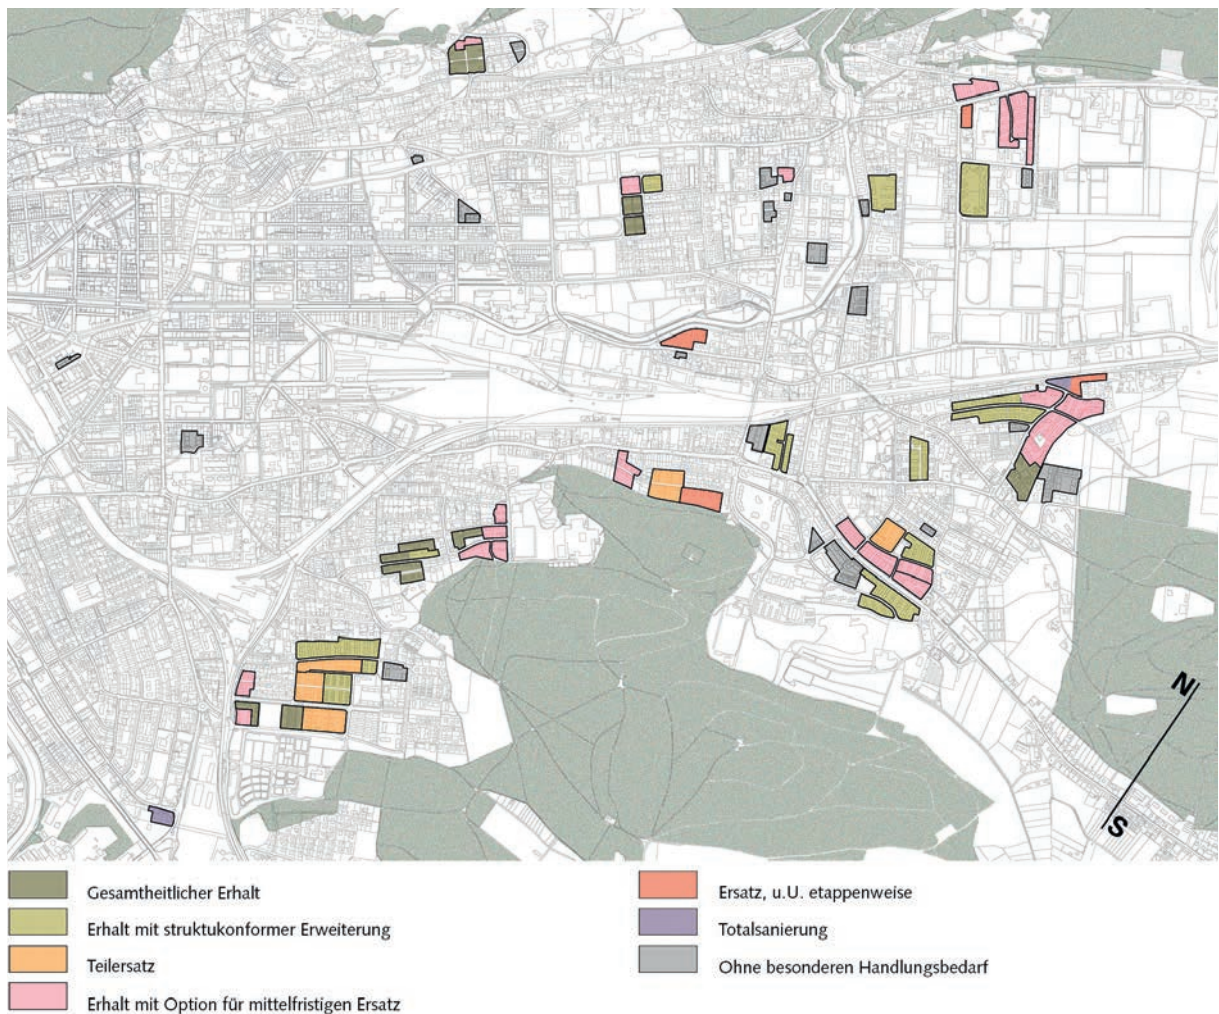 N
S
Gesamtheitlicher Erhalt
Erhalt mit struktukonformer Erweiterung
Teilersatz
Erhalt mit Option für mittelfristigen Ersatz
Ersatz, u.U. etappenweise
Totalsanierung
Ohne besonderen Handlungsbedarf